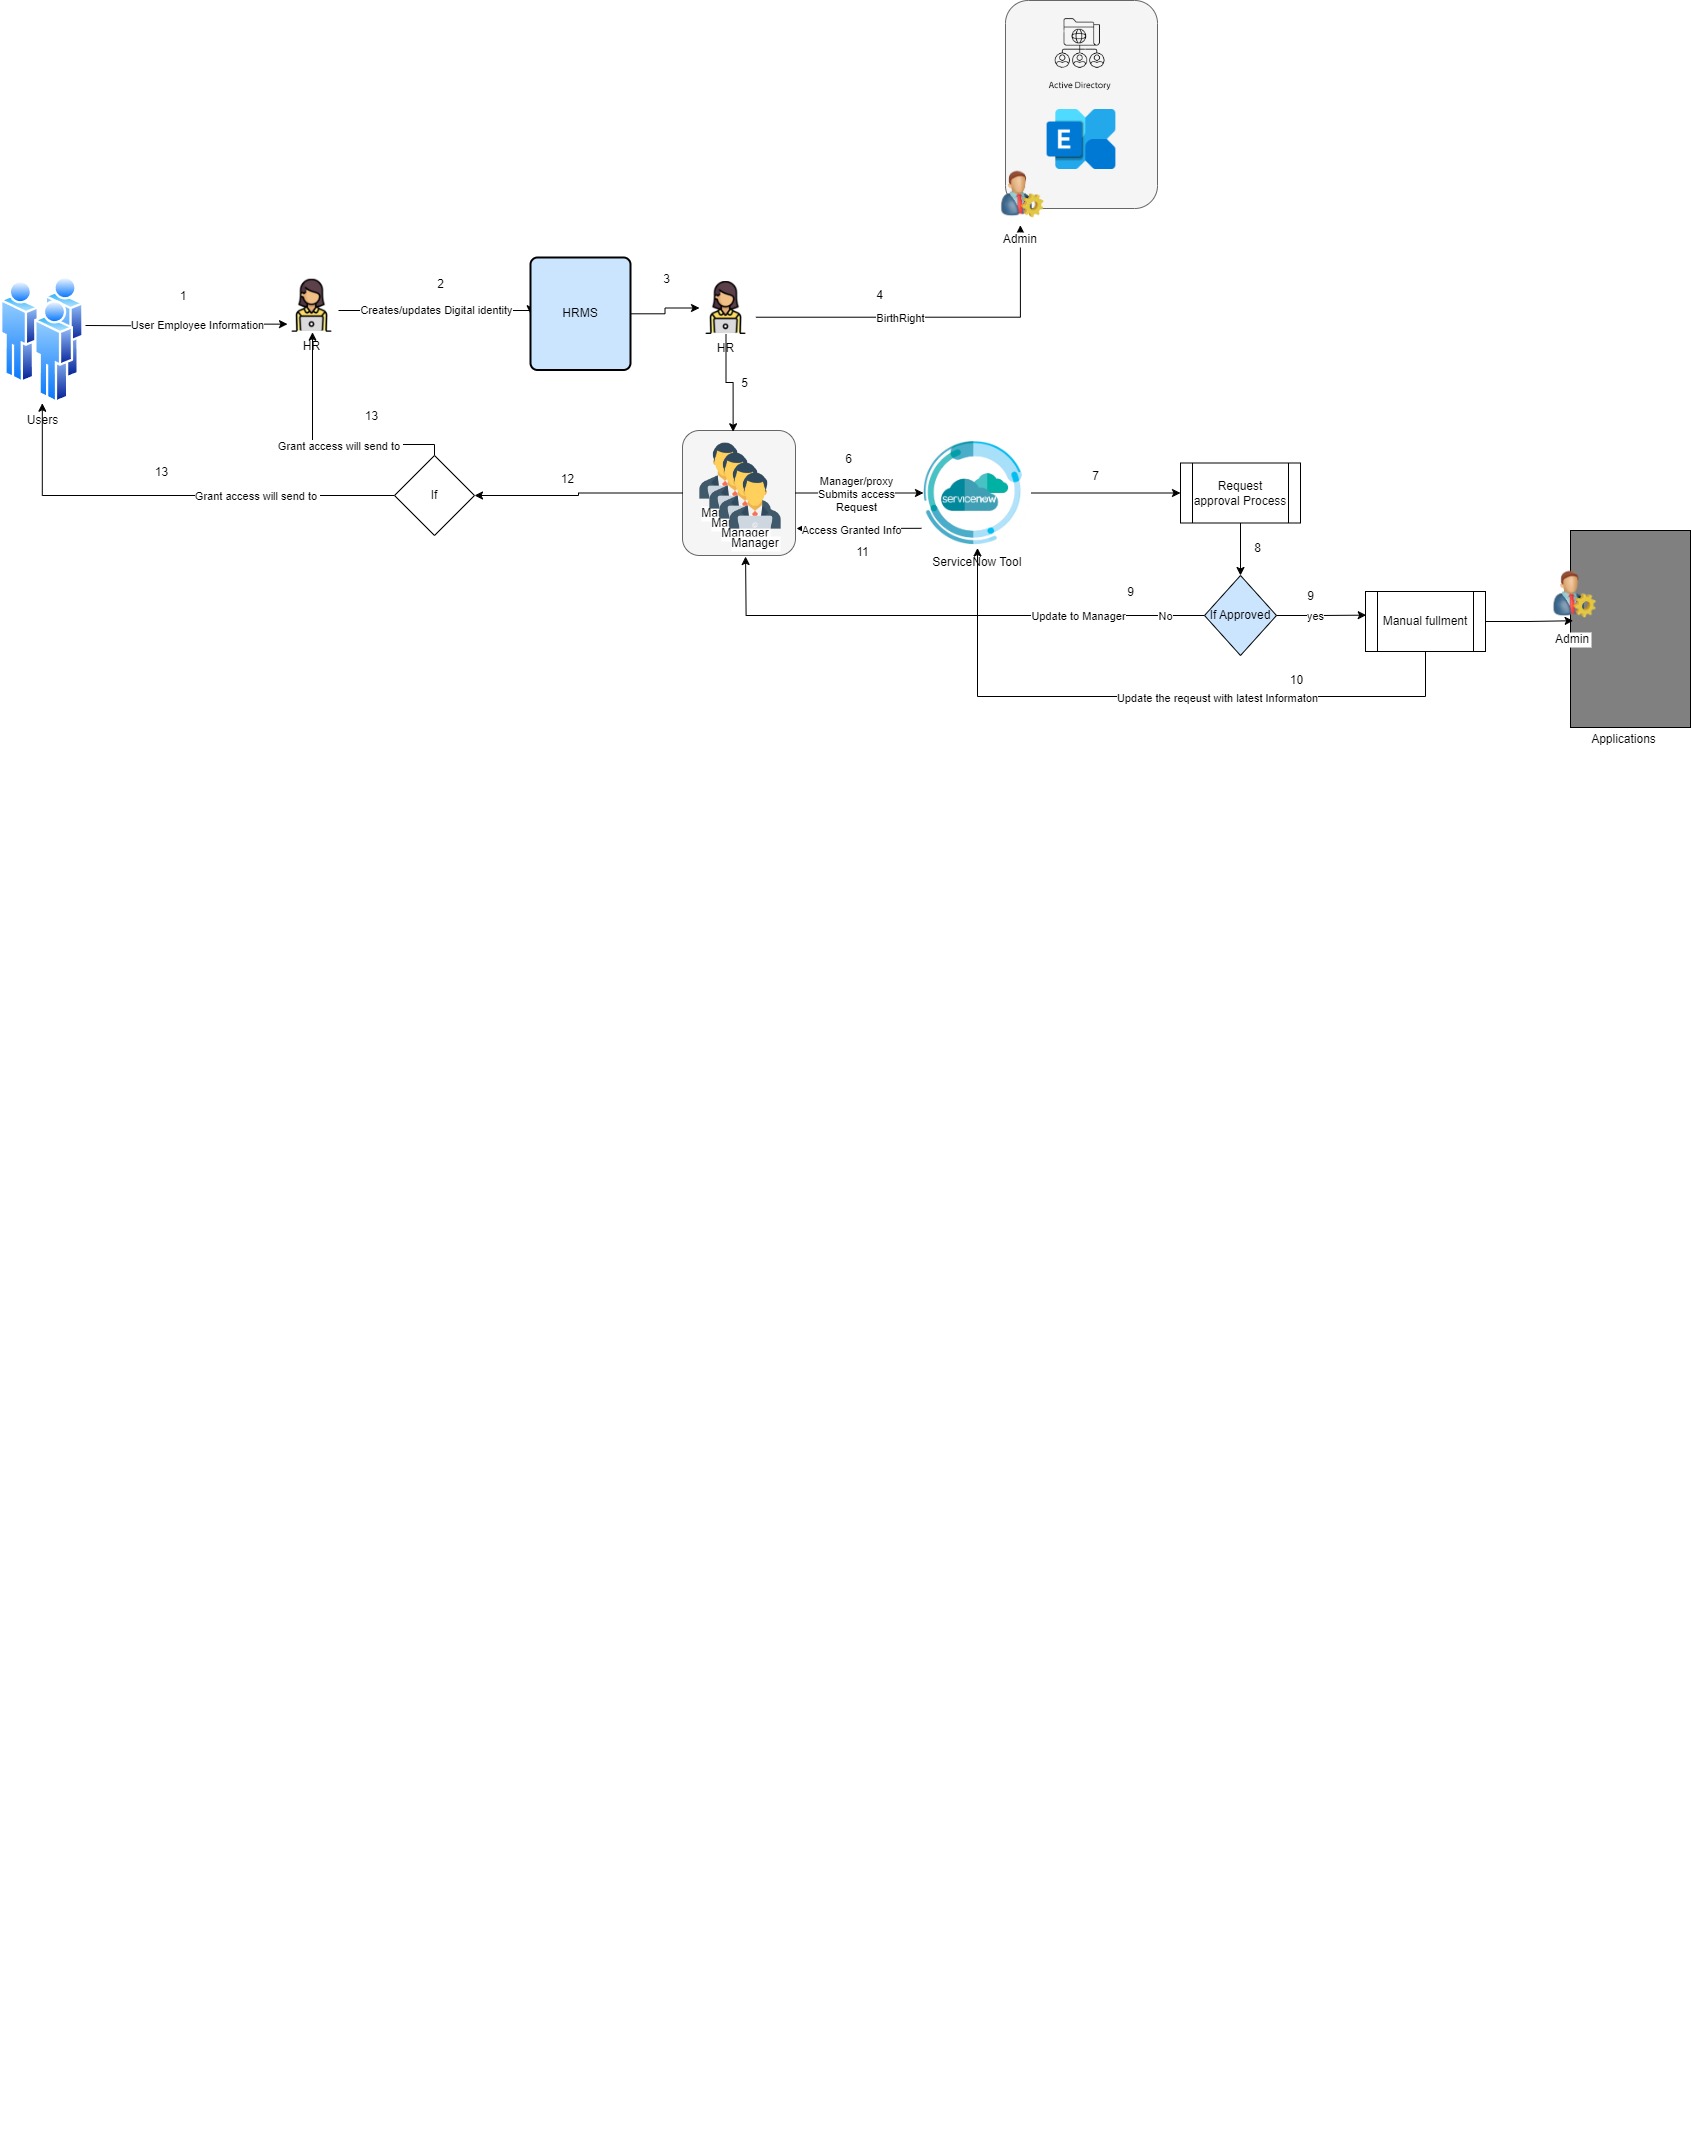 Active Directory
E
Admin
1
User Employee Information
Users
HR
2
Creates/updates Digital identity
HRMS
3
HR
4
BirthRight
5
13
Grant access will send to
13
Grant access will send to
If
12
Ma
Ma
Manager
Manager
6
Manager/proxy
Submits access
Request
Access Granted Info
11
servicenow
ServiceNow Tool
7
Request
approval Process
8
If Approved
9
Update to Manager
No
9
yes
Manual fullment
Admin
10
Update the reqeust with latest Informaton
Applications